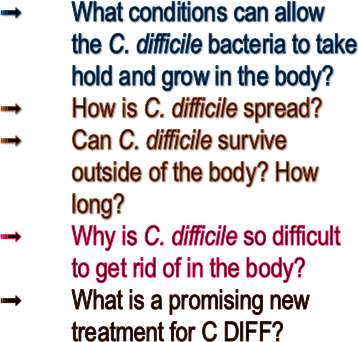 What conditions can allow
the C. difficile bacteria to take
hold and grow in the body?
How is C. difficile spread?
Can C. difficile survive
outside of the body? How
long?
Why is C. difficile so difficult
to get rid of in the body?
What is a promising new
treatment for C DIFF?